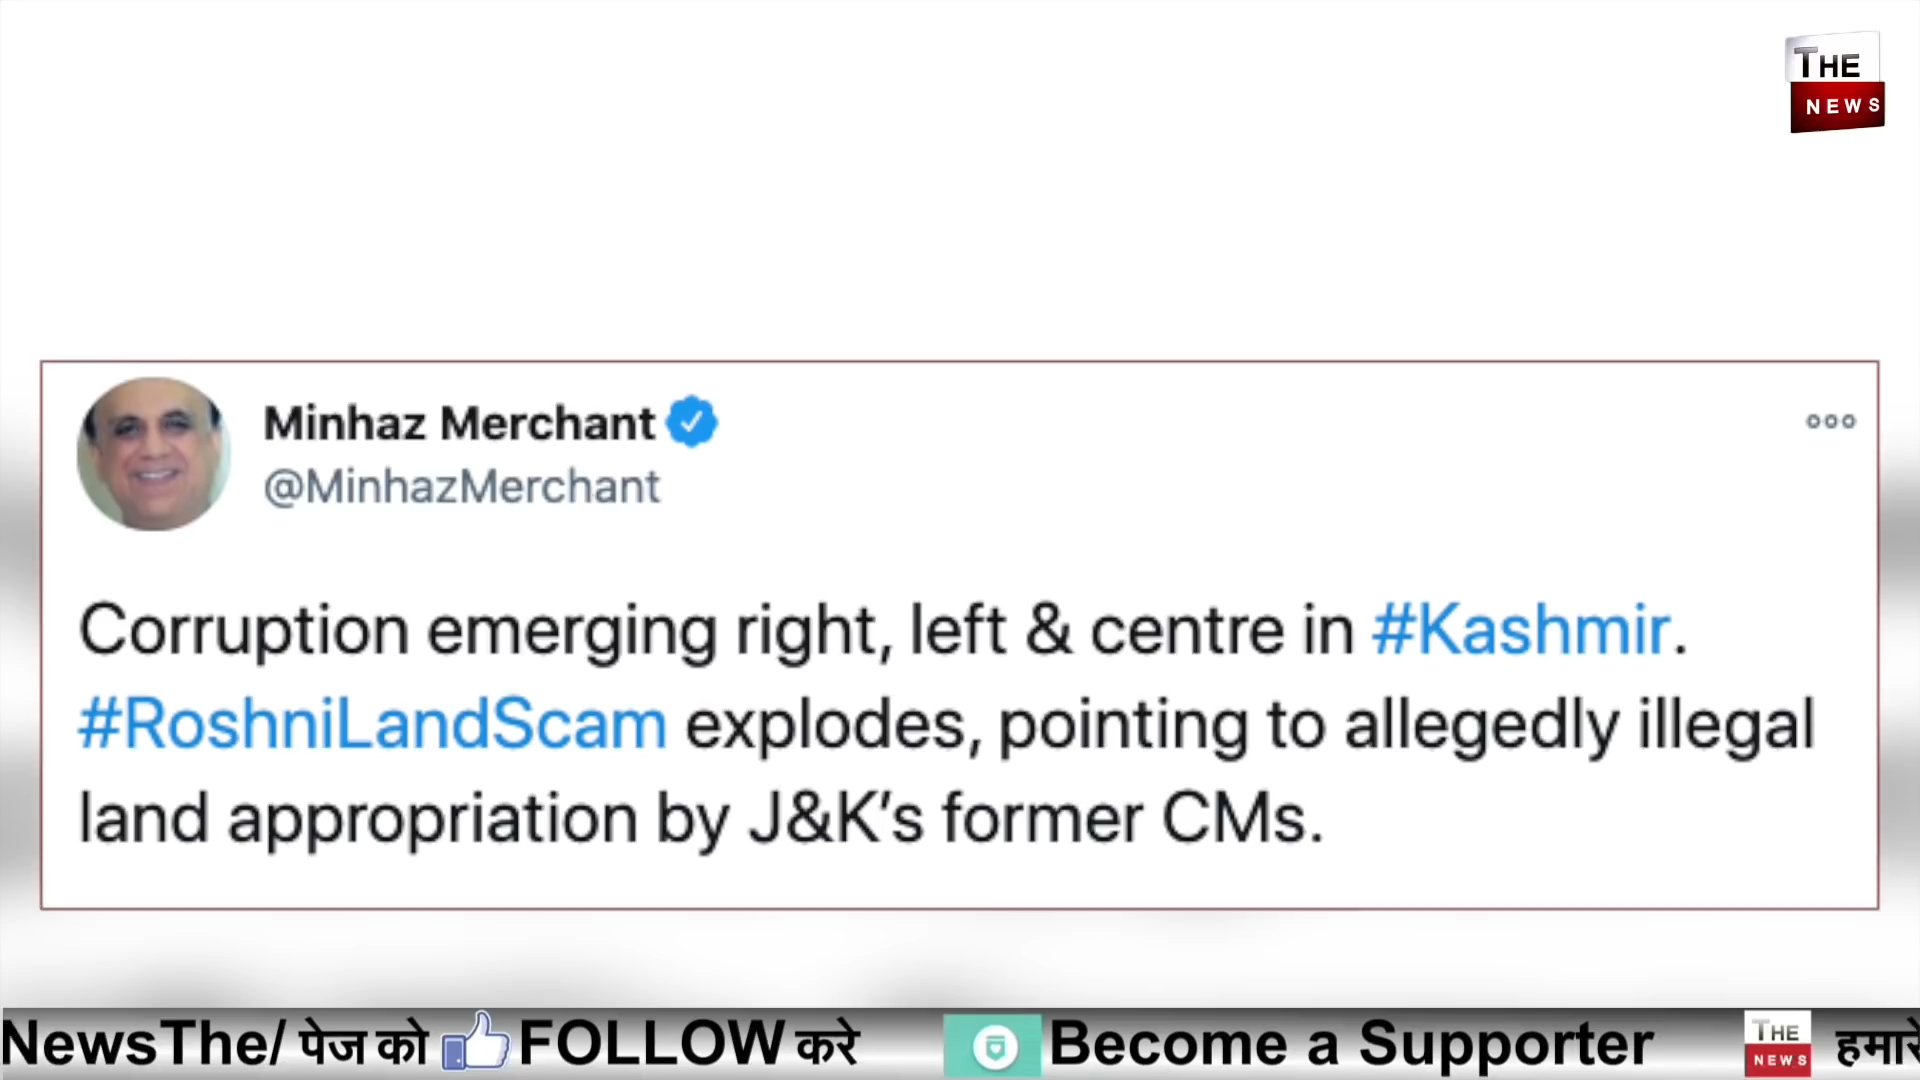 THE
NEWS
Minhaz Merchant
@MinhazMerchant
Corruption emerging right, left & centre in #Kashmir.
#RoshniLandScam explodes, pointing to allegedly illegal
land appropriation by J&K's former CMs.
NewsThe/ पेज को FOLLOW करे Become a Supporter THE NEWS हमारे